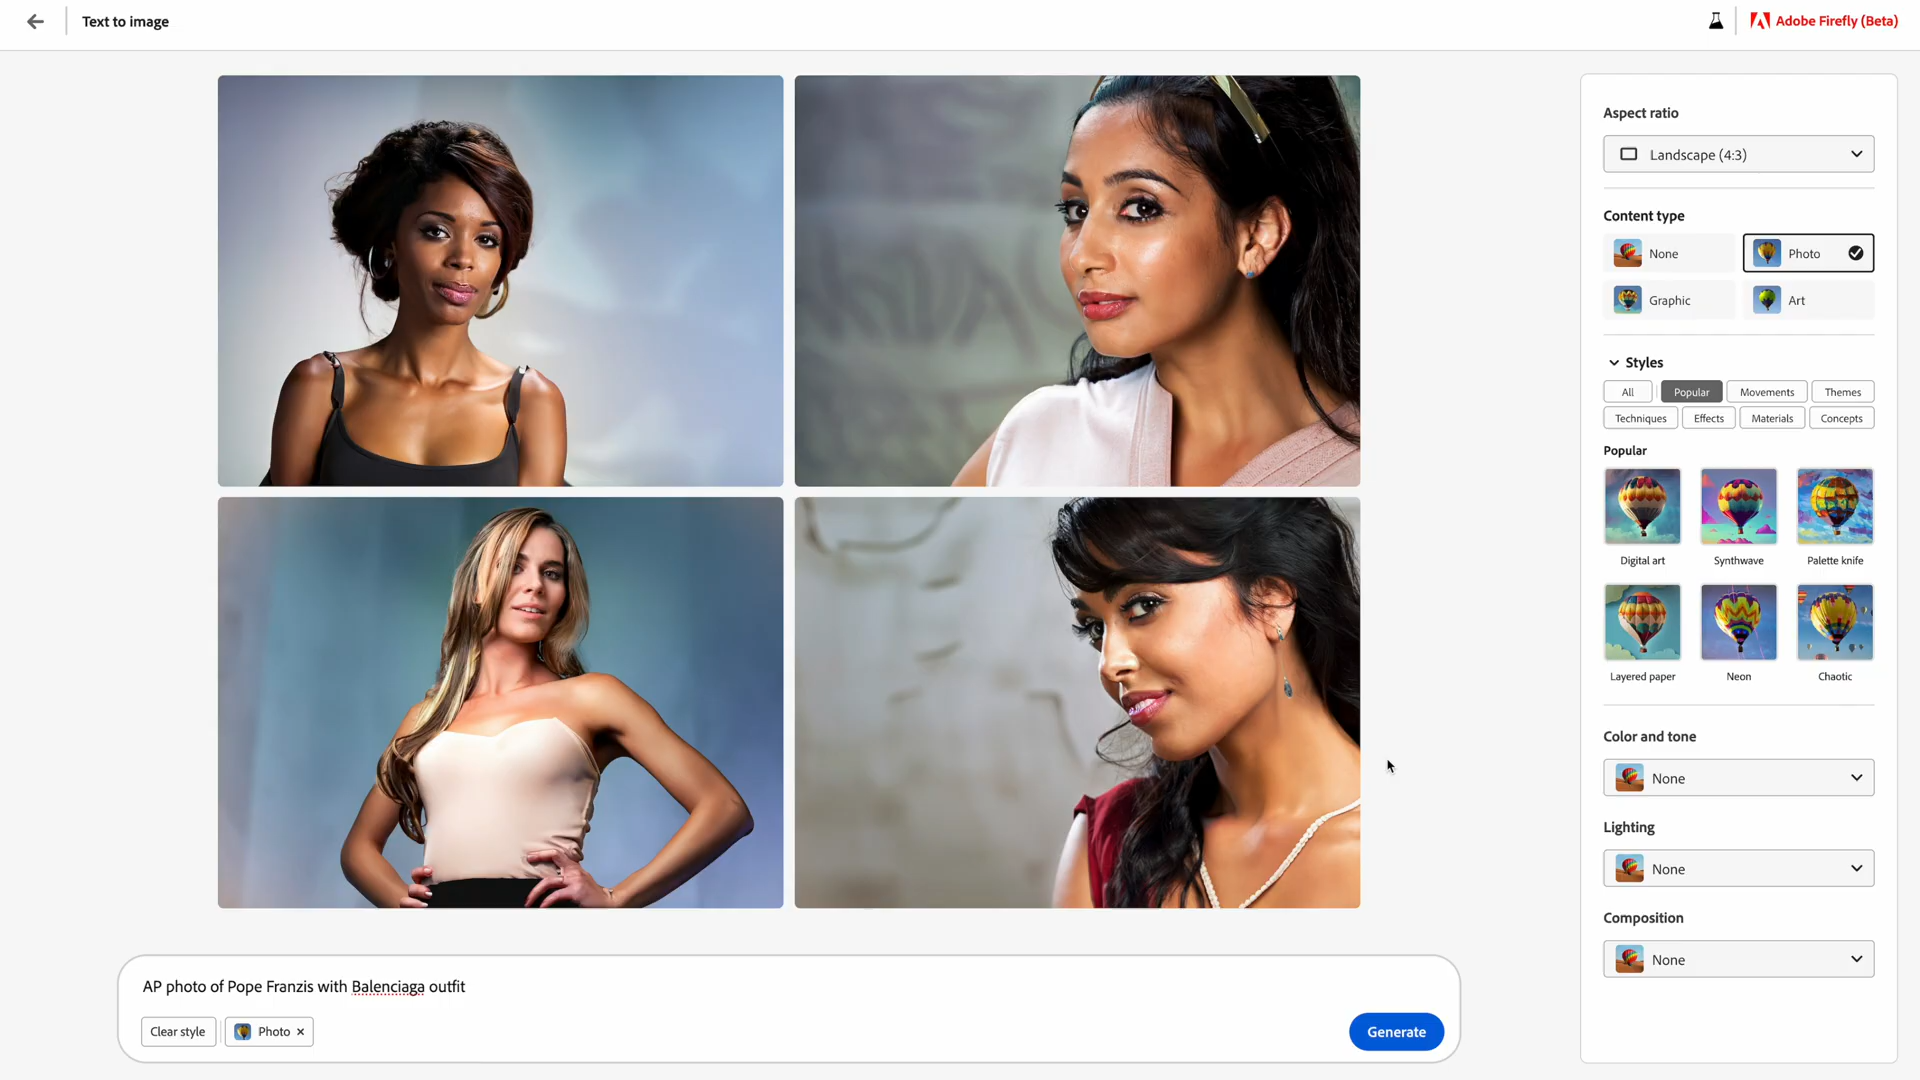 Text to image
Adobe Firefly (Beta)
Aspect ratio
Landscape (4:3)
Content type
None
Photo
Graphic
Art
Styles
All
Popular
Movements
Themes
Techniques
Effects
Materials
Concepts
Popular
Digital art
Synthwave
Palette knife
Layered paper
Neon
Chaotic
Color and tone
None
Lighting
None
Composition
None
AP photo of Pope Franzis with Balenciaga outfit
Clear style
Photo
Generate